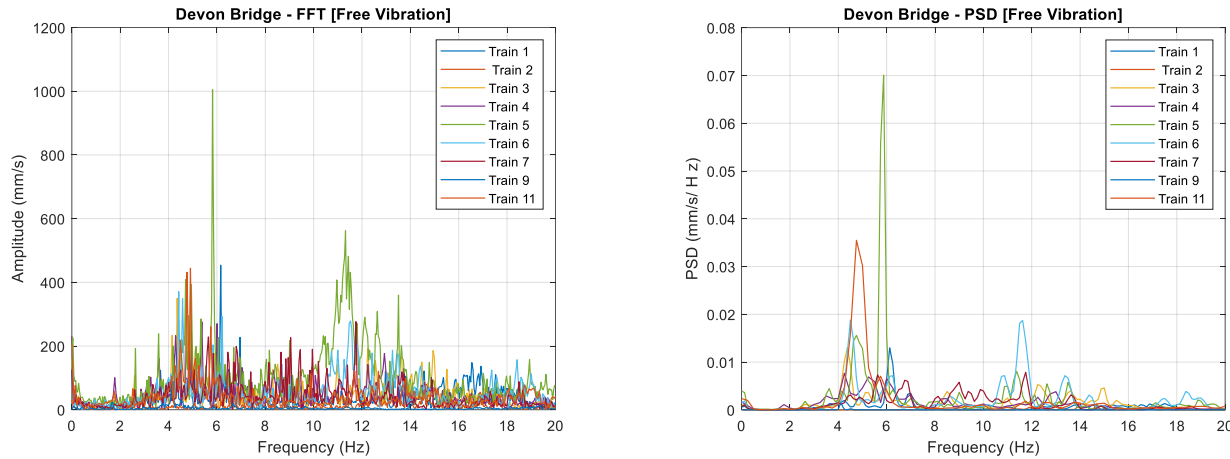 Devon Bridge - FFT [Free Vibration]
1200
1000
800
600
400
200
0
0 2 4 6 8 10 12 14 16 18 20
Amplitude (mm/s)
Frequency (Hz)
Train 1
Train 2
Train 3
Train 4
Train 5
Train 6
Train 7
Train 9
Train 11
Devon Bridge - PSD [Free Vibration]
0.08
0.07
0.06
0.05
0.04
0.03
0.02
0.01
0
0 2 4 6 8 10 12 14 16 18 20
PSD (mm/s/ H z)
Frequency (Hz)
Train 1
Train 2
Train 3
Train 4
Train 5
Train 6
Train 7
Train 9
Train 11